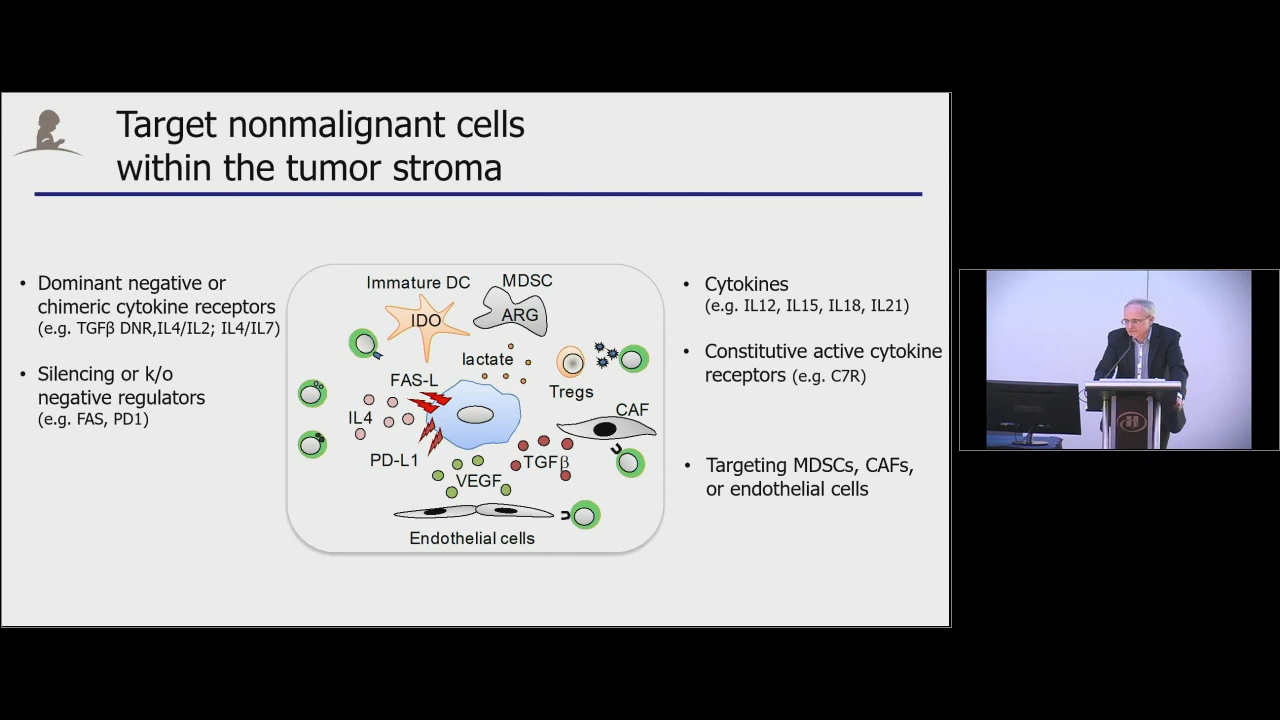 Target nonmalignant cells
within the tumor stroma
• Dominant negative or
chimeric cytokine receptors
(e.g. TGFβ DNR,IL4/IL2; IL4/IL7)
• Silencing or k/o
negative regulators
(e.g. FAS, PD1)
Immature DC
MDSC
IDO
ARG
lactate
FAS-L
Tregs
IL4
CAF
PD-L1
TGFβ
VEGF
Endothelial cells
• Cytokines
(e.g. IL12, IL15, IL18, IL21)
• Constitutive active cytokine
receptors (e.g. C7R)
• Targeting MDSCs, CAFs,
or endothelial cells